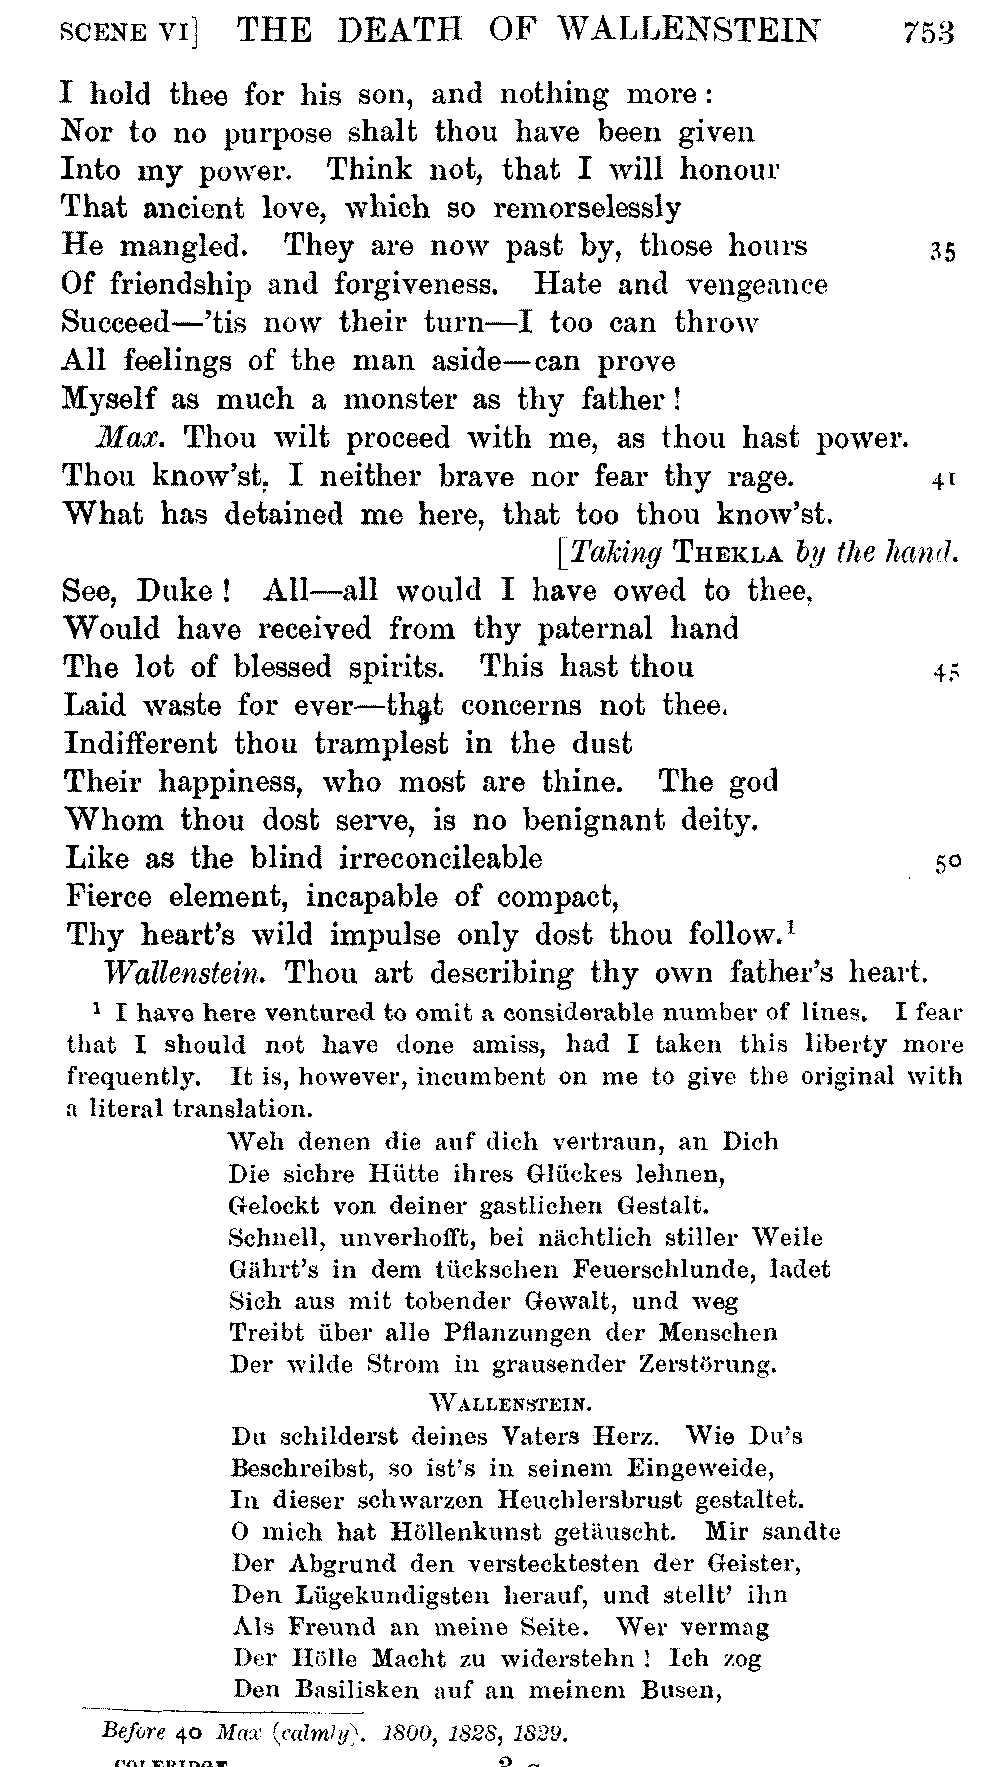 SCENE VI] THE DEATH OF WALLENSTEIN 753
I hold thee for his son, and nothing more :
Nor to no purpose shalt thou have been given
Into my power. Think not, that I will honour
That ancient love, which so remorselessly
He mangled. They are now past by, those hours 35
Of friendship and forgiveness. Hate and vengeance
Succeed—'tis now their turn—I too can throw
All feelings of the man aside—can prove
Myself as much a monster as thy father !
Max. Thou wilt proceed with me, as thou hast power.
Thou know'st, I neither brave nor fear thy rage. 41
What has detained me here, that too thou know'st.
[Taking THEKLA by the hand.
See, Duke ! All—all would I have owed to thee,
Would have received from thy paternal hand
The lot of blessed spirits. This hast thou 45
Laid waste for ever—that concerns not thee.
Indifferent thou tramplest in the dust
Their happiness, who most are thine. The god
Whom thou dost serve, is no benignant deity.
Like as the blind irreconcileable 50
Fierce element, incapable of compact,
Thy heart's wild impulse only dost thou follow.¹
Wallenstein. Thou art describing thy own father's heart.
¹ I have here ventured to omit a considerable number of lines. I fear
that I should not have done amiss, had I taken this liberty more
frequently. It is, however, incumbent on me to give the original with
a literal translation.
Weh denen die auf dich vertraun, an Dich
Die sichre Hütte ihres Glückes lehnen,
Gelockt von deiner gastlichen Gestalt.
Schnell, unverhofft, bei nächtlich stiller Weile
Gährt's in dem tückschen Feuerschlunde, ladet
Sich aus mit tobender Gewalt, und weg
Treibt über alle Pflanzungen der Menschen
Der wilde Strom in grausender Zerstörung.
WALLENSTEIN.
Du schilderst deines Vaters Herz. Wie Du's
Beschreibst, so ist's in seinem Eingeweide,
In dieser schwarzen Heuchlersbrust gestaltet.
O mich hat Höllenkunst getäuscht. Mir sandte
Der Abgrund den verstecktesten der Geister,
Den Lügekundigsten herauf, und stellt' ihn
Als Freund an meine Seite. Wer vermag
Der Hölle Macht zu widerstehn ! Ich zog
Den Basilisken auf an meinem Busen,
Before 40 Max (calmly). 1800, 1828, 1829.
COLERIDGE